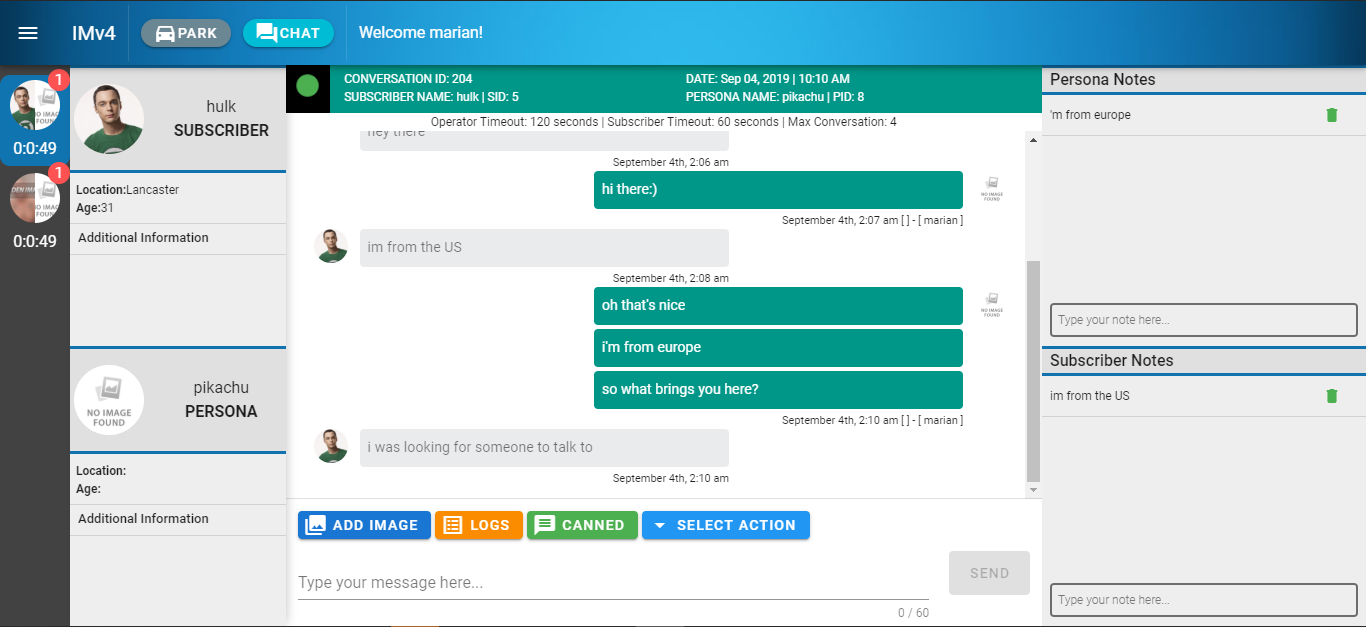 IMv4
PARK
CHAT
Welcome marian!
1
0:0:49
1
0:0:49
hulk
SUBSCRIBER
Location:Lancaster
Age:31
Additional Information
pikachu
PERSONA
NO IMAGE
FOUND
Location:
Age:
Additional Information
CONVERSATION ID: 204
SUBSCRIBER NAME: hulk | SID: 5
DATE: Sep 04, 2019 | 10:10 AM
PERSONA NAME: pikachu | PID: 8
Operator Timeout: 120 seconds | Subscriber Timeout: 60 seconds | Max Conversation: 4
hey there
September 4th, 2:06 am
hi there:)
NO IMAGE
FOUND
September 4th, 2:07 am [ ] - [ marian ]
im from the US
September 4th, 2:08 am
oh that's nice
NO IMAGE
FOUND
i'm from europe
so what brings you here?
September 4th, 2:10 am [ ] - [ marian ]
i was looking for someone to talk to
September 4th, 2:10 am
ADD IMAGE
LOGS
CANNED
SELECT ACTION
Type your message here...
SEND
0 / 60
Persona Notes
'm from europe
Type your note here...
Subscriber Notes
im from the US
Type your note here...